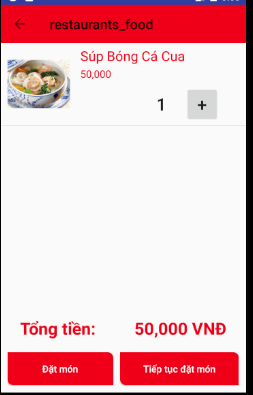 restaurants_food
Súp Bóng Cá Cua
50,000
1 +
Tổng tiền: 50,000 VNĐ
Đặt món Tiếp tục đặt món